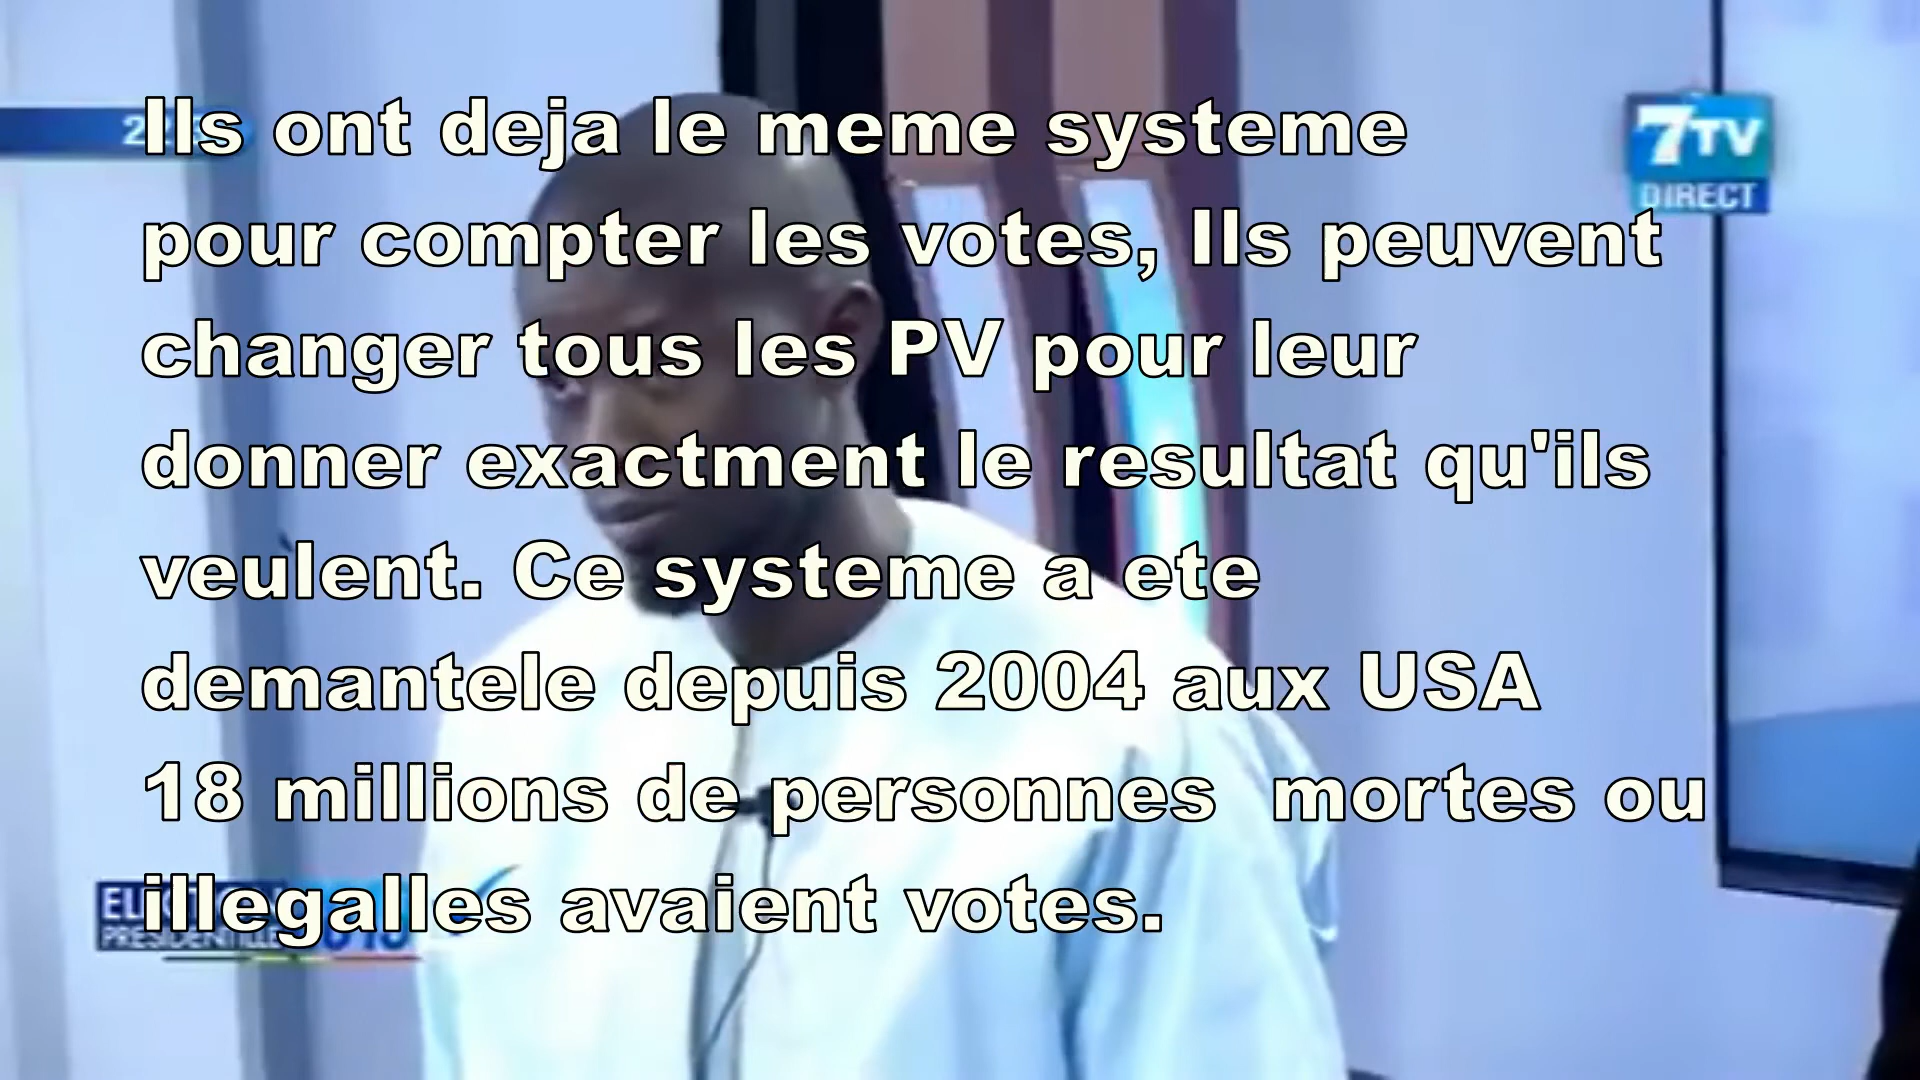 Ils ont deja le meme systeme
pour compter les votes, Ils peuvent
changer tous les PV pour leur
donner exactment le resultat qu'ils
veulent. Ce systeme a ete
demantele depuis 2004 aux USA
18 millions de personnes mortes ou
illegalles avaient votes.
7TV
DIRECT
PRESIDENTIELLE